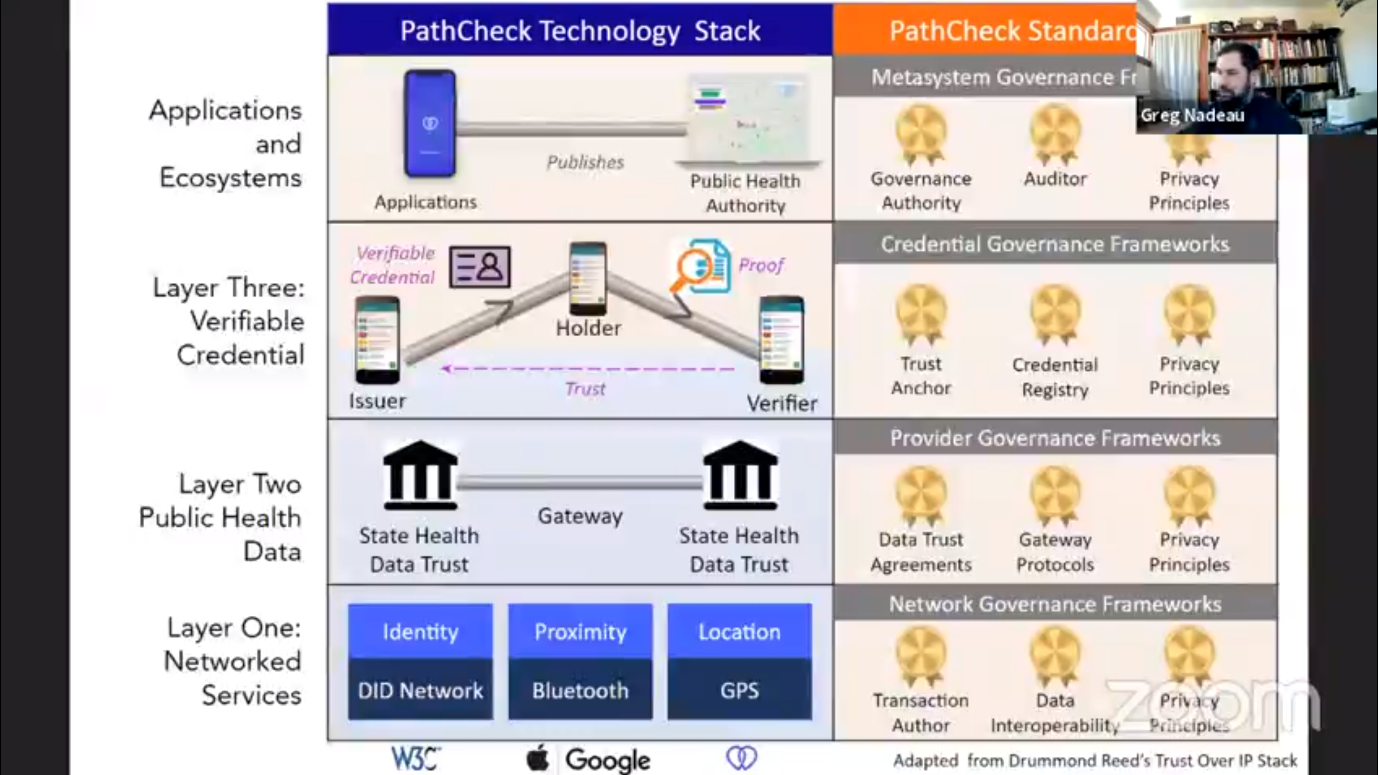 PathCheck Technology Stack
PathCheck Standard
Greg Nadeau
Applications
and
Ecosystems
Applications
Publishes
Public Health
Authority
Metasystem Governance Fr
Governance
Authority
Auditor
Privacy
Principles
Layer Three:
Verifiable
Credential
Verifiable
Credential
Holder
Proof
Issuer
Trust
Verifier
Credential Governance Frameworks
Trust
Anchor
Credential
Registry
Privacy
Principles
Layer Two
Public Health
Data
State Health
Data Trust
Gateway
State Health
Data Trust
Provider Governance Frameworks
Data Trust
Agreements
Gateway
Protocols
Privacy
Principles
Layer One:
Networked
Services
Identity
DID Network
Proximity
Bluetooth
Location
GPS
Network Governance Frameworks
Transaction
Author
Data
Interoperability
Privacy
Principles
zoom
W3C
Google
Adapted from Drummond Reed's Trust Over IP Stack